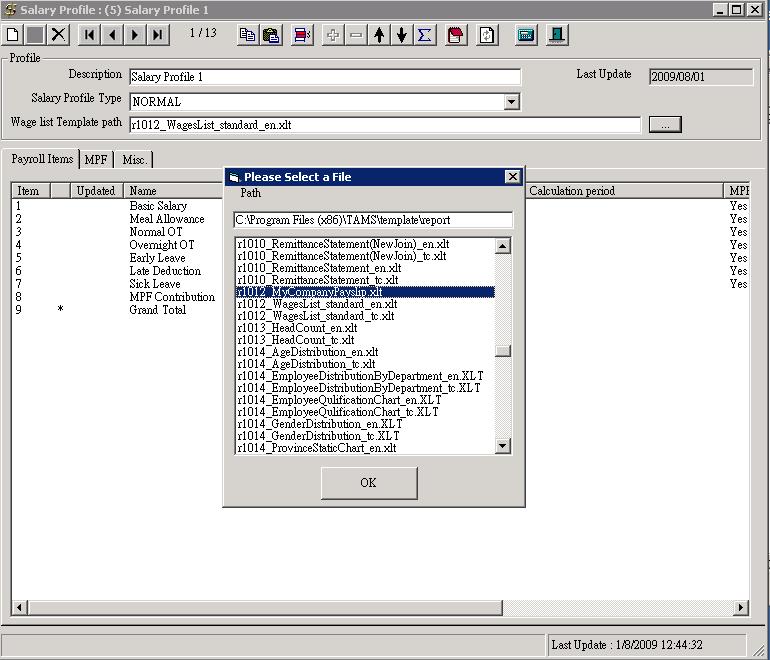 Salary Profile : (5) Salary Profile 1
1 / 13
Profile
Description Salary Profile 1 Last Update 2009/08/01
Salary Profile Type NORMAL
Wage list Template path r1012_WagesList_standard_en.xlt ...
Payroll Items MPF Misc.
Item Updated Name Calculation period MPF
1 Basic Salary Yes
2 Meal Allowance Yes
3 Normal OT Yes
4 Overnight OT Yes
5 Early Leave Yes
6 Late Deduction Yes
7 Sick Leave Yes
8 MPF Contribution
9 * Grand Total
Please Select a File
Path
C:\Program Files (x86)\TAMS\template\report
r1010_RemittanceStatement(NewJoin)_en.xlt
r1010_RemittanceStatement(NewJoin)_tc.xlt
r1010_RemittanceStatement_en.xlt
r1010_RemittanceStatement_tc.xlt
r1012_MyCompanyPayslip.xlt
r1012_WagesList_standard_en.xlt
r1012_WagesList_standard_tc.xlt
r1013_HeadCount_en.xlt
r1013_HeadCount_tc.xlt
r1014_AgeDistribution_en.xlt
r1014_AgeDistribution_tc.xlt
r1014_EmployeeDistributionByDepartment_en.XLT
r1014_EmployeeDistributionByDepartment_tc.XLT
r1014_EmployeeQulificationChart_en.XLT
r1014_EmployeeQulificationChart_tc.XLT
r1014_GenderDistribution_en.XLT
r1014_GenderDistribution_tc.XLT
r1014_ProvinceStaticChart_en.xlt
OK
Last Update : 1/8/2009 12:44:32